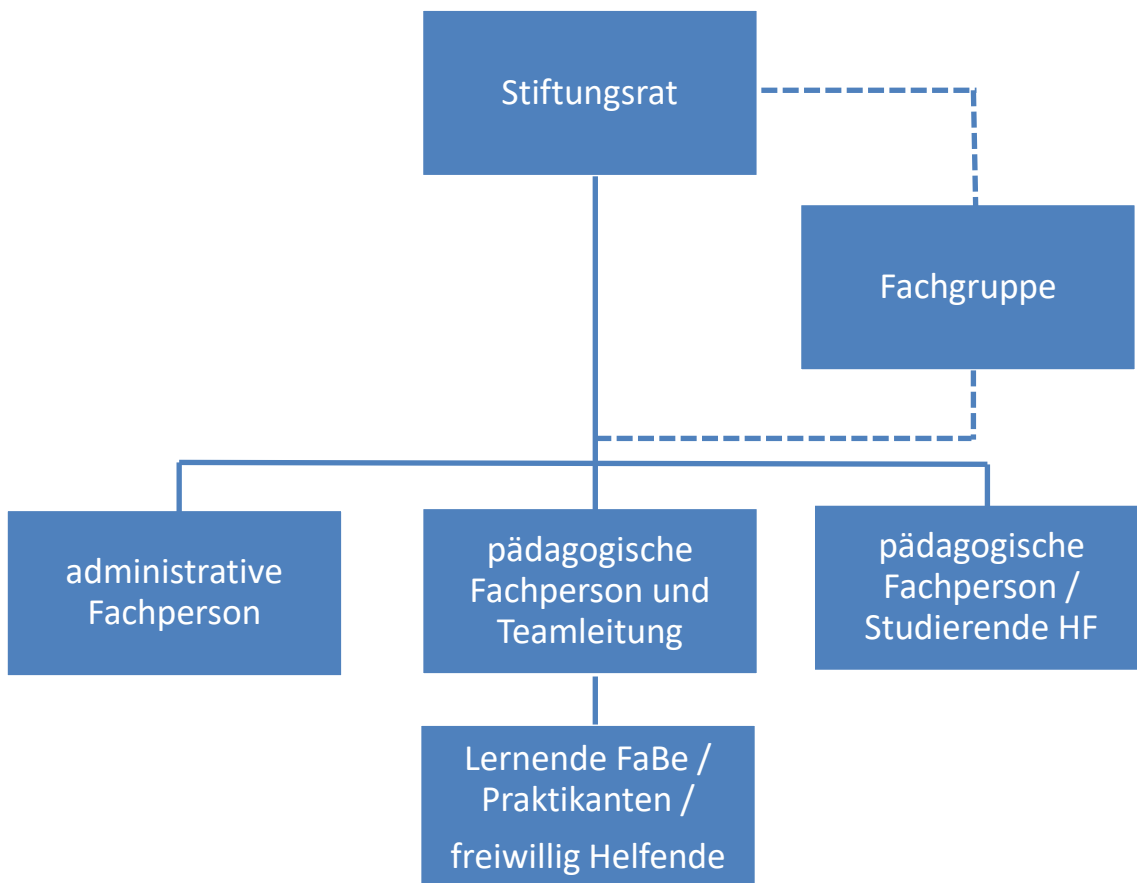 Stiftungsrat
Fachgruppe
administrative
Fachperson
pädagogische
Fachperson und
Teamleitung
pädagogische
Fachperson /
Studierende HF
Lernende FaBe /
Praktikanten /
freiwillig Helfende